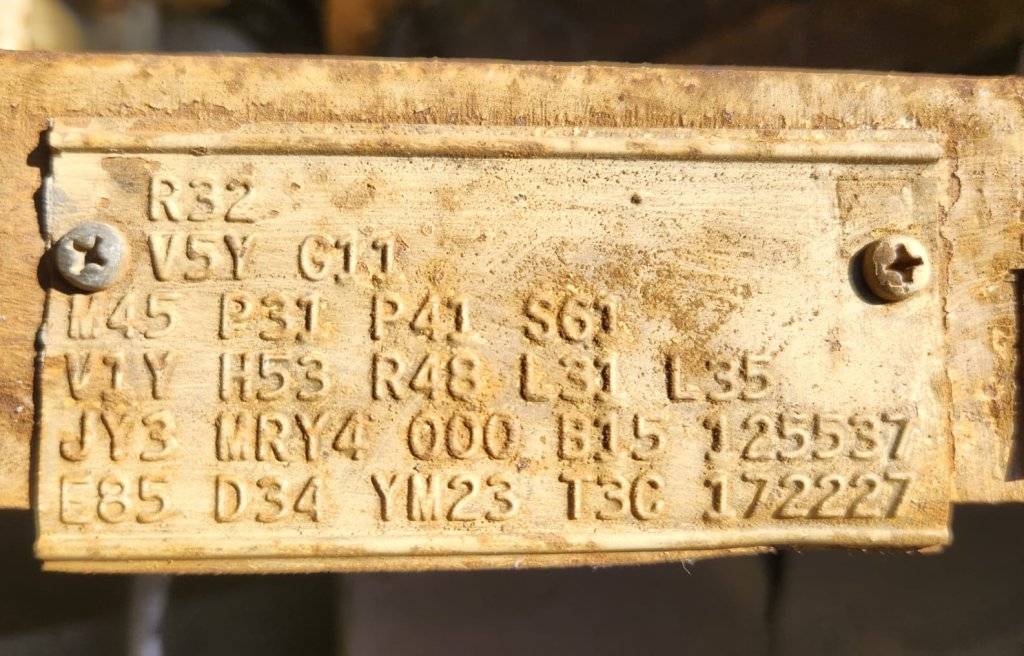 R32
V5Y G11
M45 P31 P41 S61
V1Y H53 R48 L31 L35
JY3 MRY4 000 B15 125537
E85 D34 YM23 T3C 172227